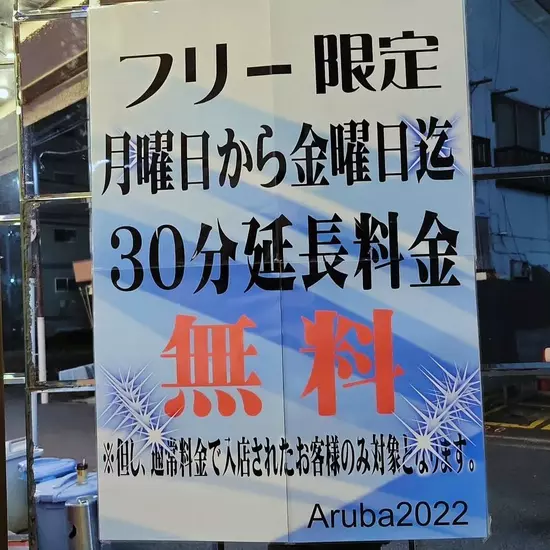 フリー 限定
月曜日から金曜日迄
30分延長料金
無料
※但し、通常料金で入店されたお客様のみ対象となります。
Aruba2022